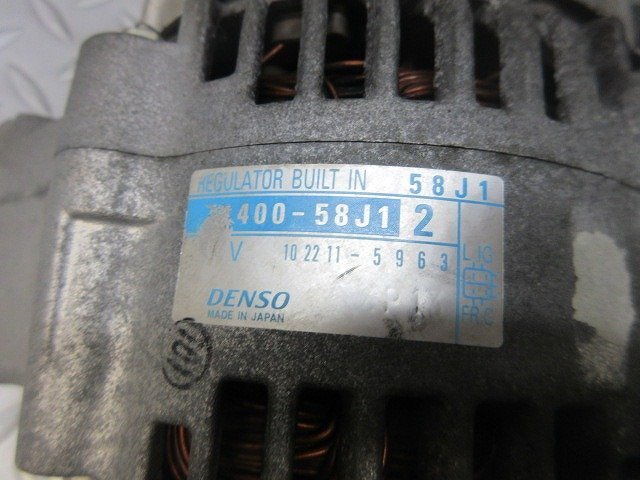 REGULATOR BUILT IN 58J1
400-58J1 2
V 102211-5963
DENSO
MADE IN JAPAN